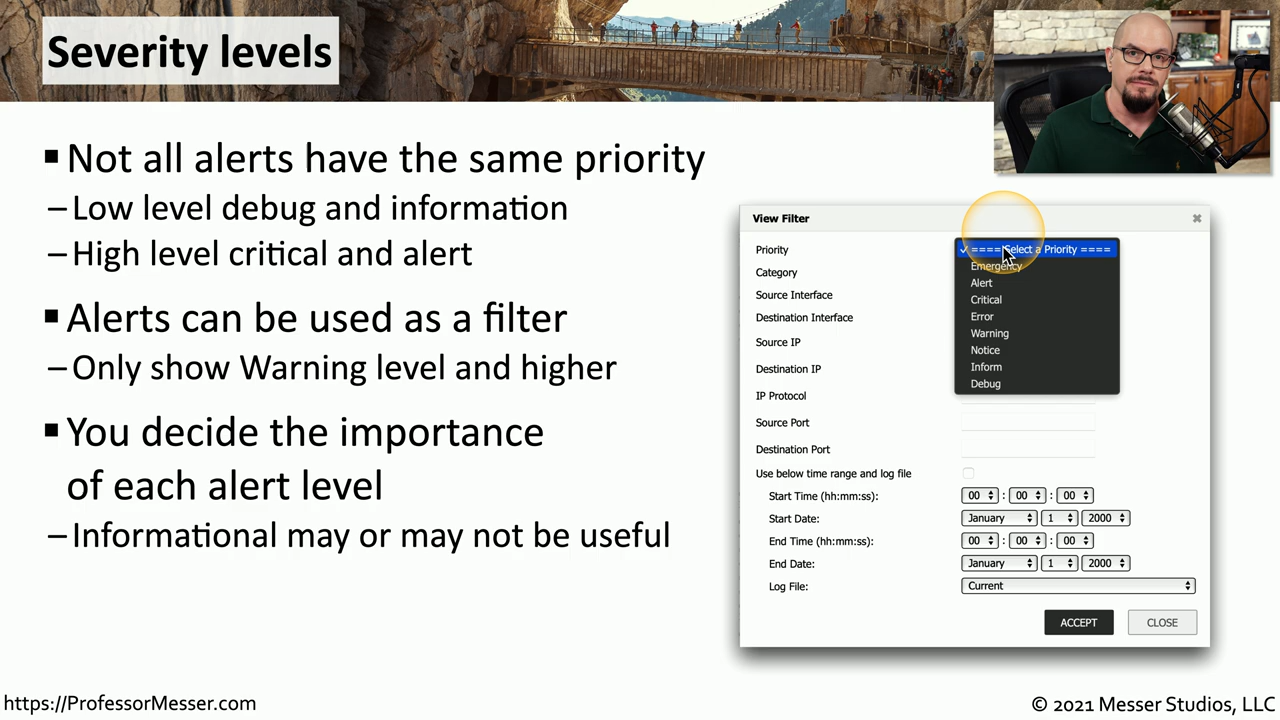 Severity levels
▪Not all alerts have the same priority
–Low level debug and information
–High level critical and alert
▪Alerts can be used as a filter
–Only show Warning level and higher
▪You decide the importance
of each alert level
–Informational may or may not be useful
View Filter
Priority
✓ ==== Select a Priority ====
Emergency
Alert
Critical
Error
Warning
Notice
Inform
Debug
Category
Source Interface
Destination Interface
Source IP
Destination IP
IP Protocol
Source Port
Destination Port
Use below time range and log file
Start Time (hh:mm:ss): 00 : 00 : 00
Start Date: January 1 2000
End Time (hh:mm:ss): 00 : 00 : 00
End Date: January 1 2000
Log File: Current
ACCEPT CLOSE
https://ProfessorMesser.com
© 2021 Messer Studios, LLC